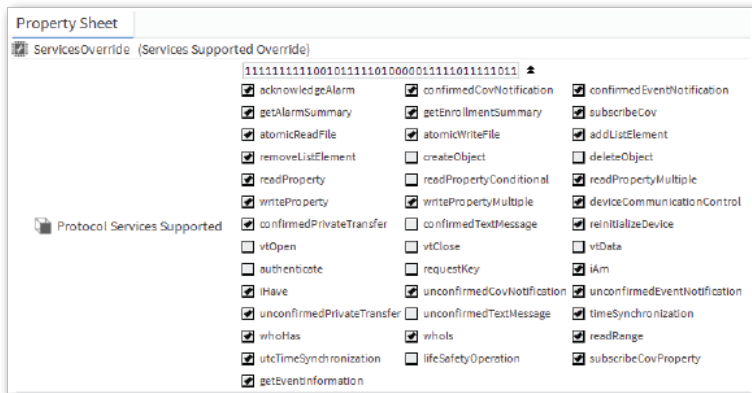 Property Sheet
ServicesOverride (Services Supported Override)
1111111111001011111010000011111011111011
acknowledgeAlarm confirmedCovNotification confirmedEventNotification
getAlarmSummary getEnrollmentSummary subscribeCov
atomicReadFile atomicWriteFile addListElement
removeListElement createObject deleteObject
readProperty readPropertyConditional readPropertyMultiple
writeProperty writePropertyMultiple deviceCommunicationControl
Protocol Services Supported confirmedPrivateTransfer confirmedTextMessage reinitializeDevice
vtOpen vtClose vtData
authenticate requestKey iAm
iHave unconfirmedCovNotification unconfirmedEventNotification
unconfirmedPrivateTransfer unconfirmedTextMessage timeSynchronization
whoHas whoIs readRange
utcTimeSynchronization lifeSafetyOperation subscribeCovProperty
getEventInformation